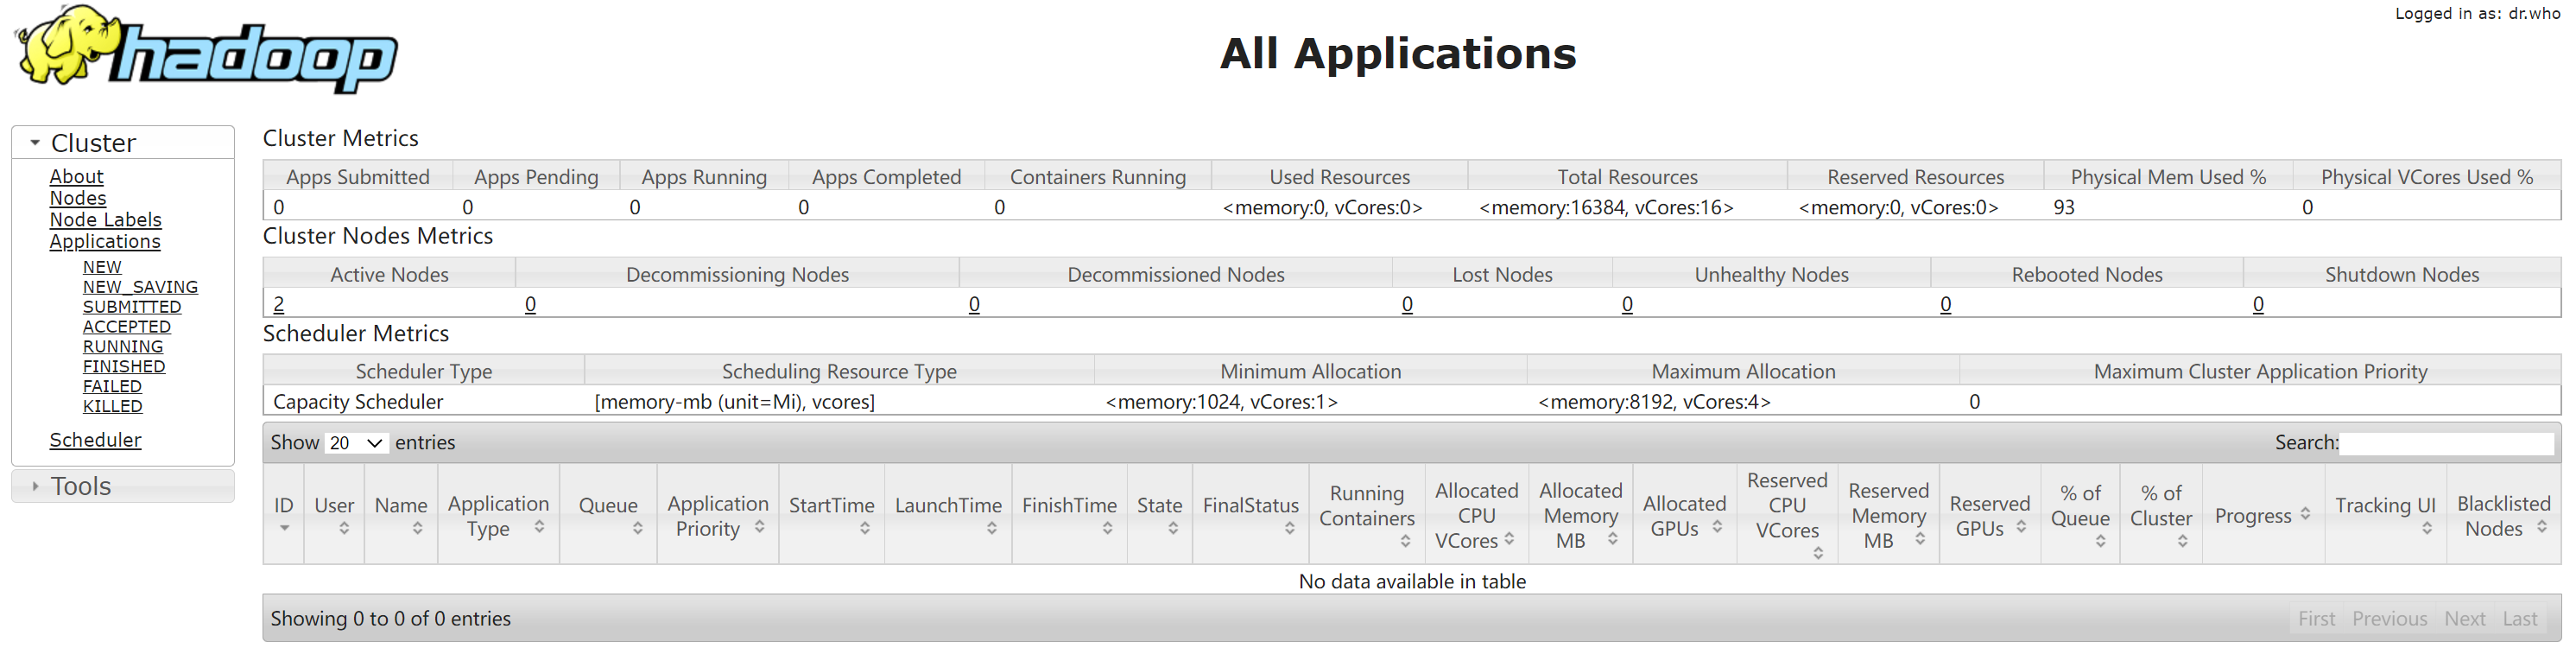 hadoop
Logged in as: dr.who
All Applications
Cluster
About
Nodes
Node Labels
Applications
NEW
NEW_SAVING
SUBMITTED
ACCEPTED
RUNNING
FINISHED
FAILED
KILLED
Scheduler
Tools
Cluster Metrics
Apps Submitted Apps Pending Apps Running Apps Completed Containers Running Used Resources Total Resources Reserved Resources Physical Mem Used % Physical VCores Used %
0 0 0 0 0 <memory:0, vCores:0> <memory:16384, vCores:16> <memory:0, vCores:0> 93 0
Cluster Nodes Metrics
Active Nodes Decommissioning Nodes Decommissioned Nodes Lost Nodes Unhealthy Nodes Rebooted Nodes Shutdown Nodes
2 0 0 0 0 0 0
Scheduler Metrics
Scheduler Type Scheduling Resource Type Minimum Allocation Maximum Allocation Maximum Cluster Application Priority
Capacity Scheduler [memory-mb (unit=Mi), vcores] <memory:1024, vCores:1> <memory:8192, vCores:4> 0
Show 20 entries Search:
ID User Name Application Type Queue Application Priority StartTime LaunchTime FinishTime State FinalStatus Running Containers Allocated CPU VCores Allocated Memory MB Allocated GPUs Reserved CPU VCores Reserved Memory MB Reserved GPUs % of Queue % of Cluster Progress Tracking UI Blacklisted Nodes
No data available in table
Showing 0 to 0 of 0 entries First Previous Next Last